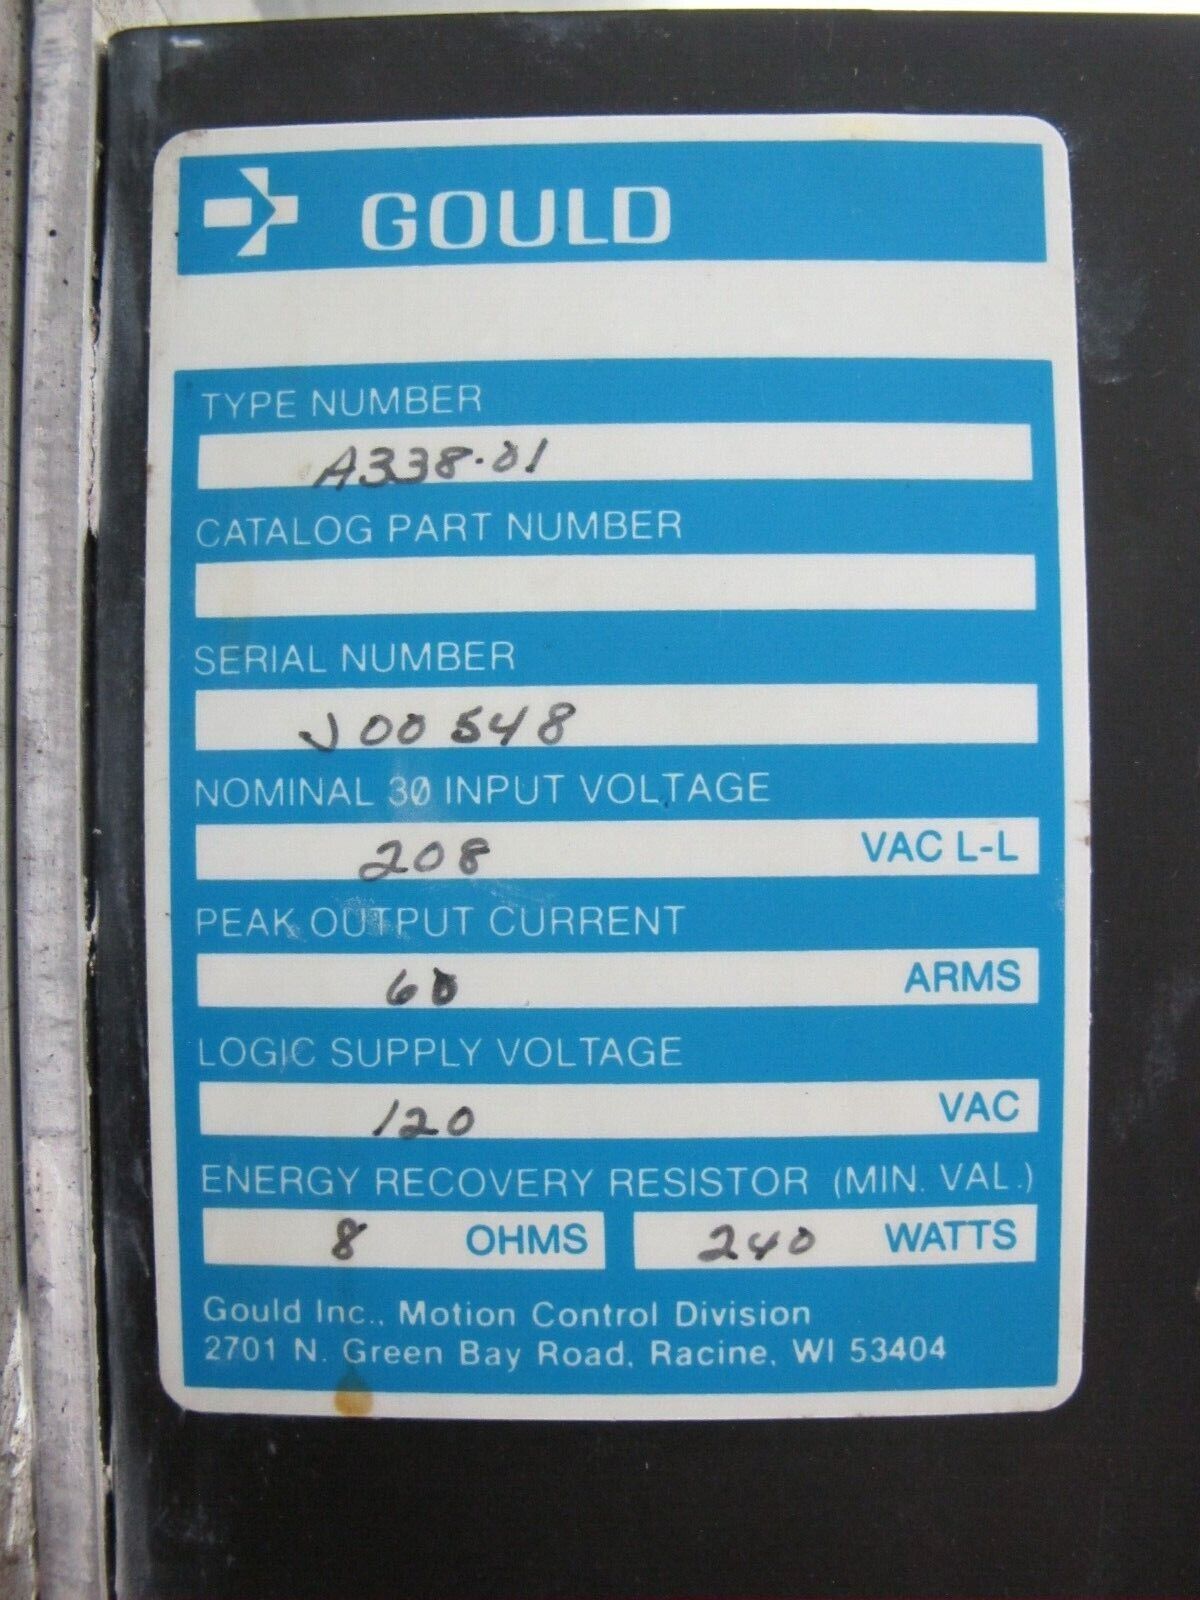 GOULD
TYPE NUMBER
A338-01
CATALOG PART NUMBER
SERIAL NUMBER
J00548
NOMINAL 3Ø INPUT VOLTAGE
208 VAC L-L
PEAK OUTPUT CURRENT
60 ARMS
LOGIC SUPPLY VOLTAGE
120 VAC
ENERGY RECOVERY RESISTOR (MIN. VAL.)
8 OHMS 240 WATTS
Gould Inc., Motion Control Division
2701 N. Green Bay Road, Racine, WI 53404